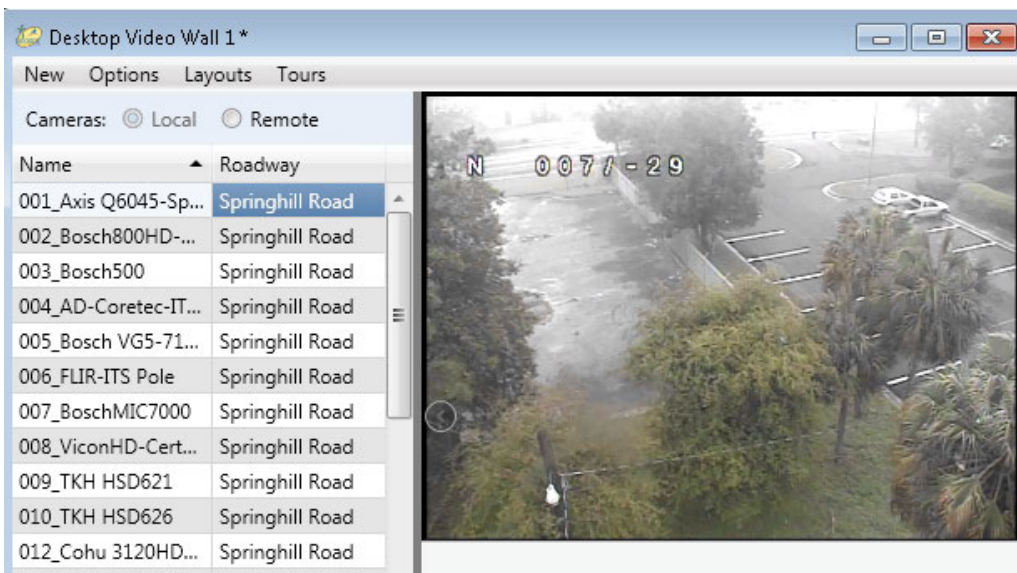 Desktop Video Wall 1*
New Options Layouts Tours
Cameras: Local Remote
Name Roadway
001_Axis Q6045-Sp... Springhill Road
002_Bosch800HD-... Springhill Road
003_Bosch500 Springhill Road
004_AD-Coretec-IT... Springhill Road
005_Bosch VG5-71... Springhill Road
006_FLIR-ITS Pole Springhill Road
007_BoschMIC7000 Springhill Road
008_ViconHD-Cert... Springhill Road
009_TKH HSD621 Springhill Road
010_TKH HSD626 Springhill Road
012_Cohu 3120HD... Springhill Road
N 007/-29